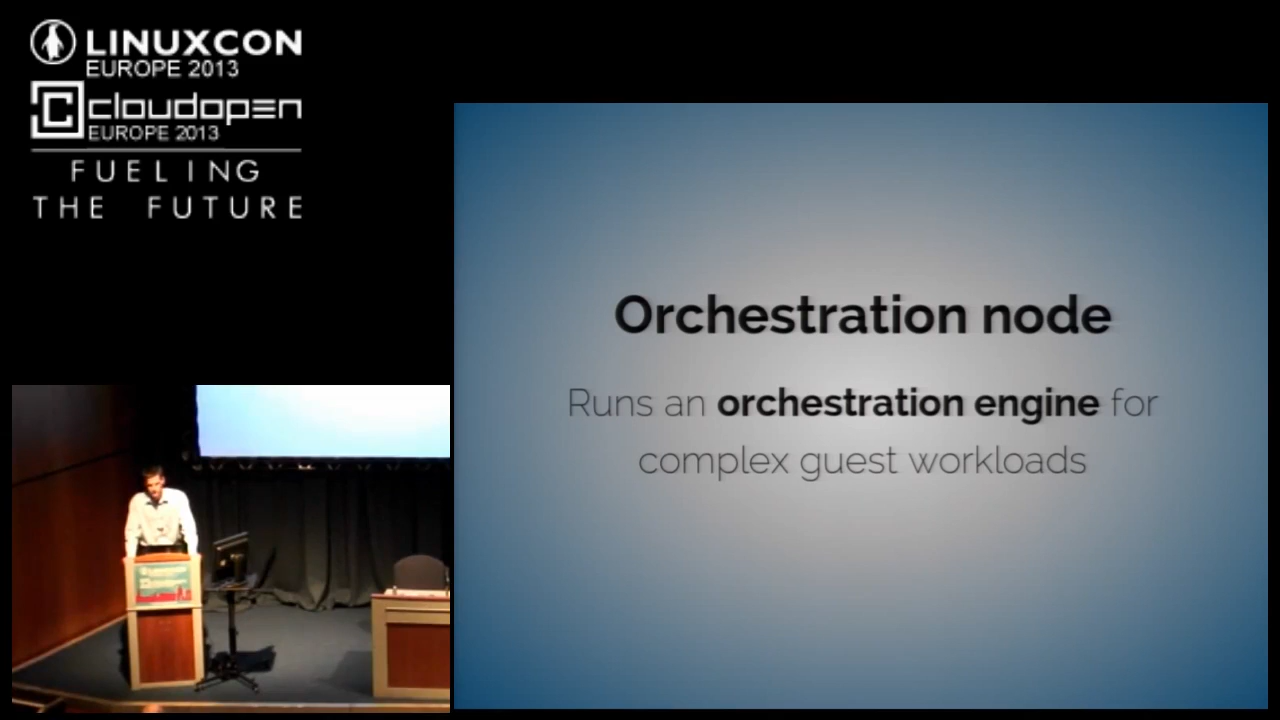 LINUXCON
EUROPE 2013
cloudopen
EUROPE 2013
FUELING
THE FUTURE
Orchestration node
Runs an orchestration engine for
complex guest workloads